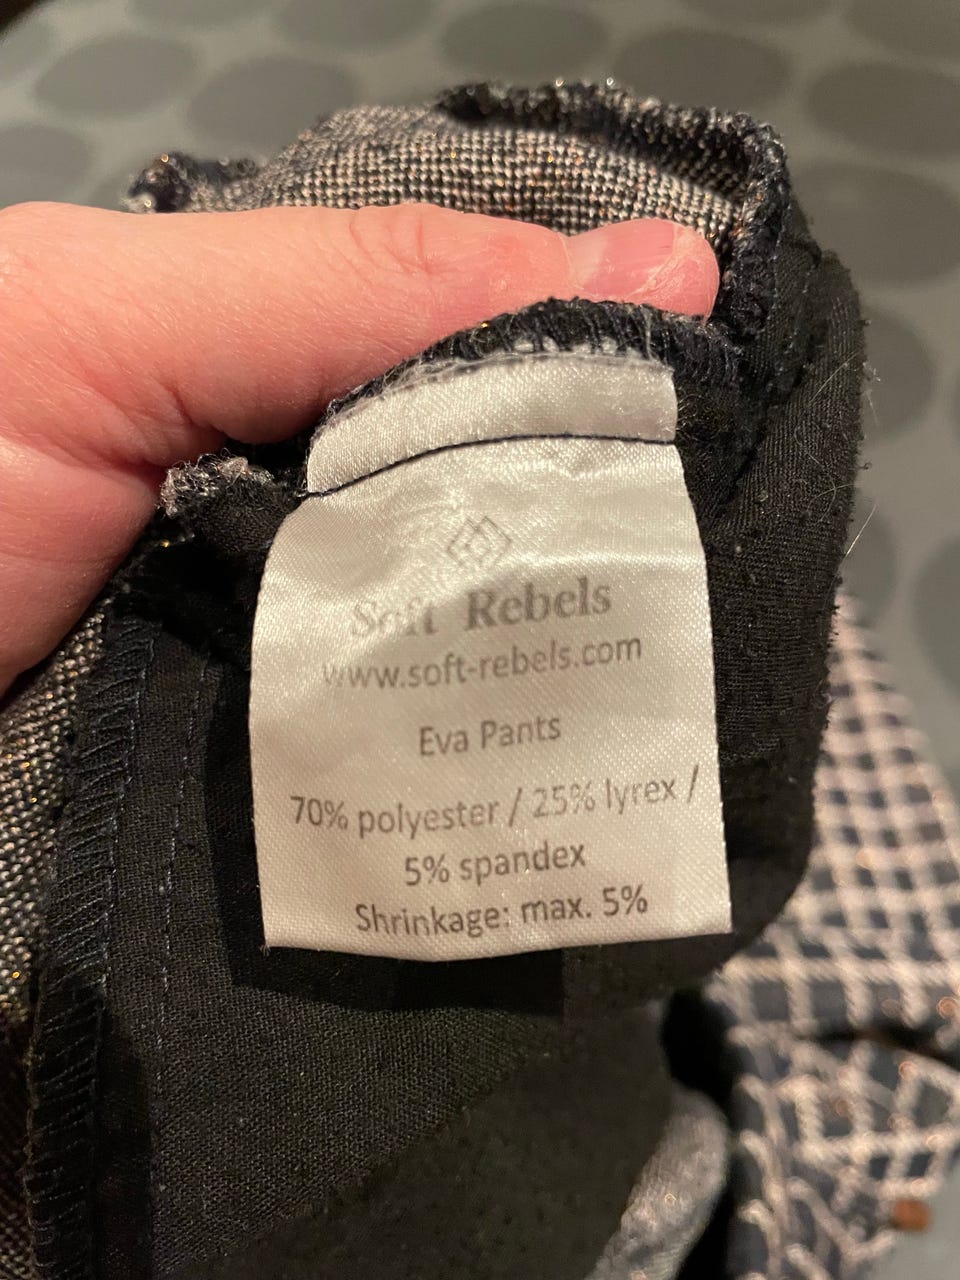 Soft Rebels
www.soft-rebels.com
Eva Pants
70% polyester / 25% lyrex /
5% spandex
Shrinkage: max. 5%